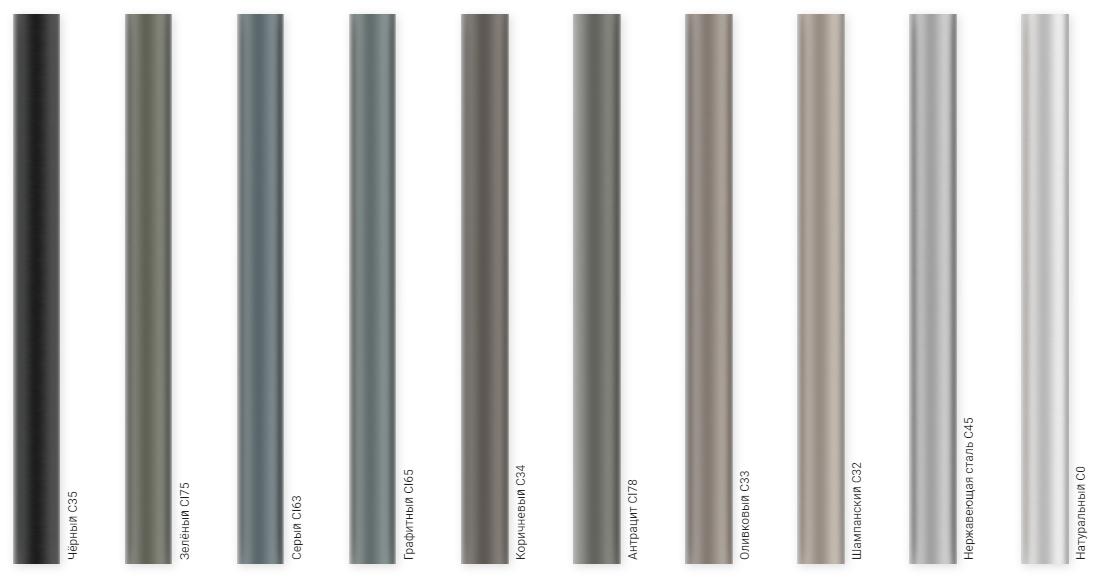 Чёрный C35
Зелёный CI75
Серый CI63
Графитный CI65
Коричневый C34
Антрацит CI78
Оливковый C33
Шампанский C32
Нержавеющая сталь C45
Натуральный C0